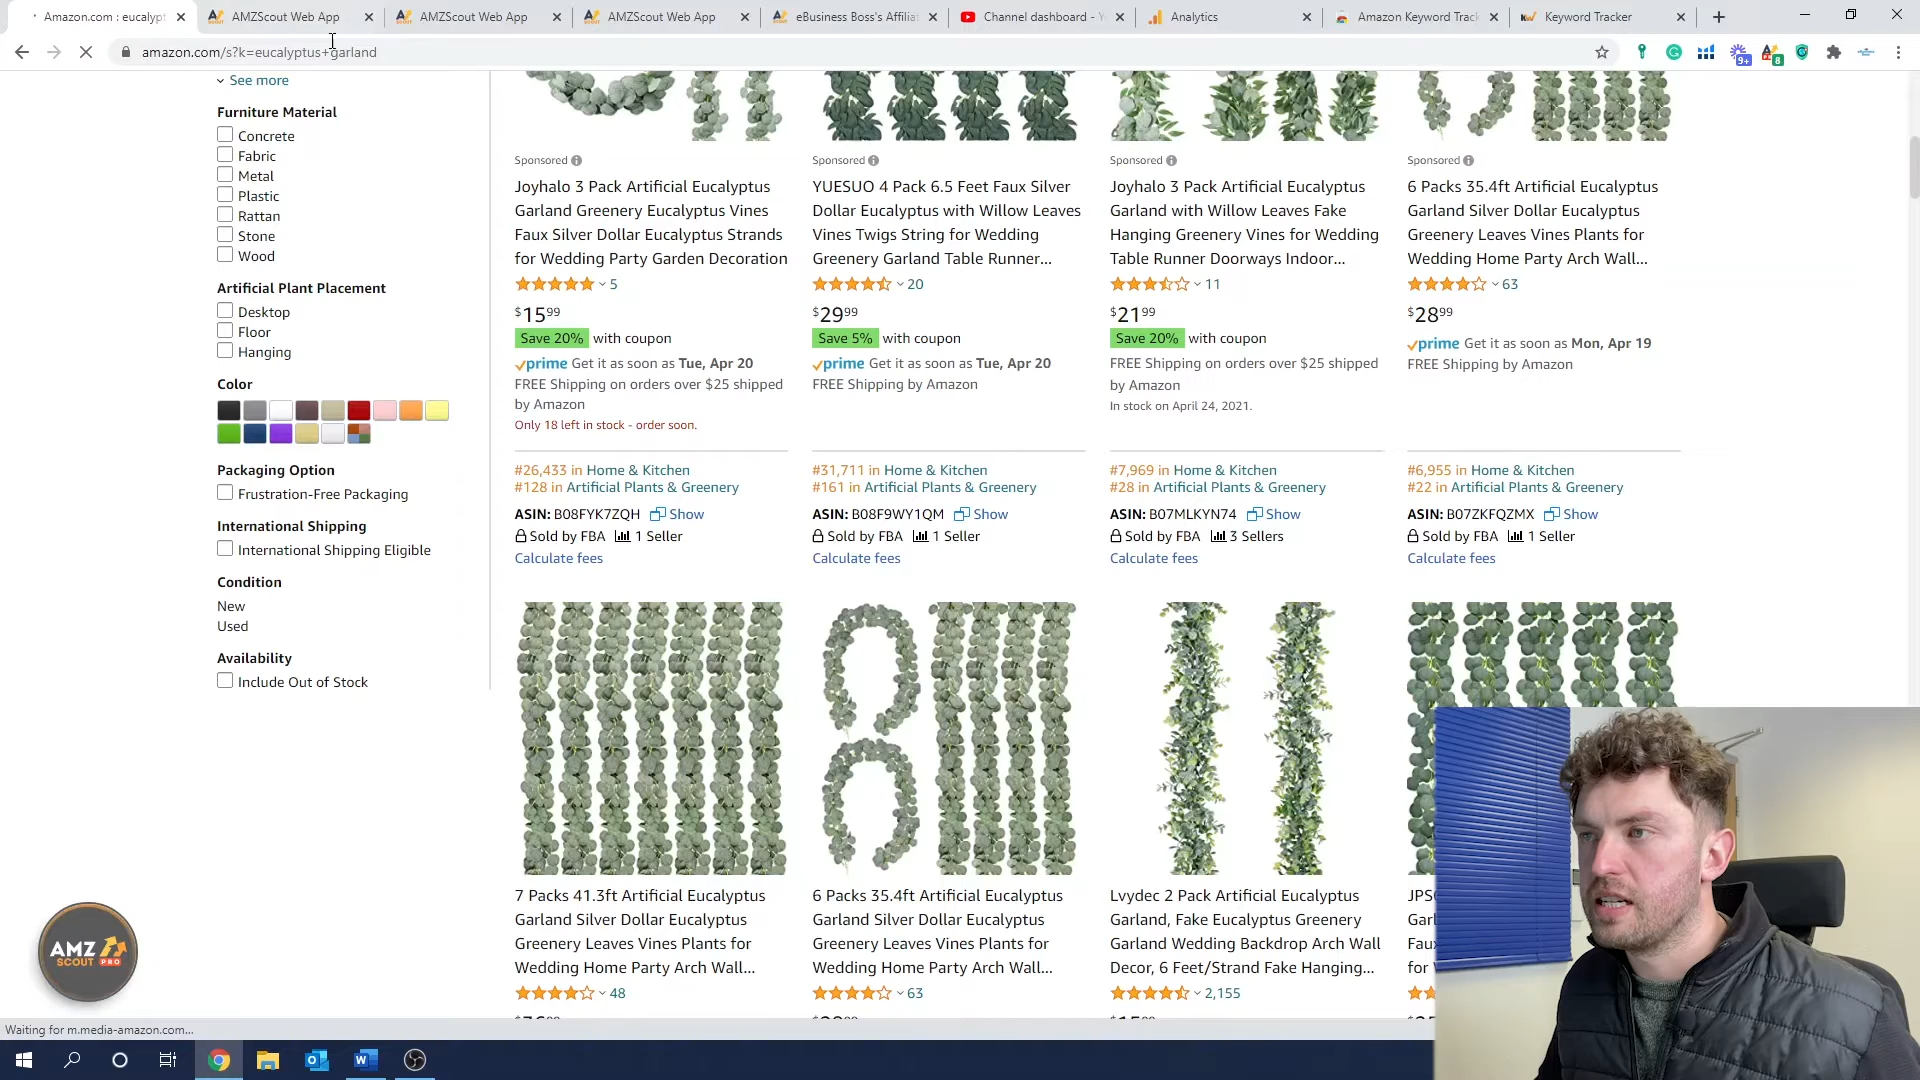 Amazon.com : eucalypt
AMZScout Web App
AMZScout Web App
AMZScout Web App
eBusiness Boss's Affilia
Channel dashboard - Y
Analytics
Amazon Keyword Track
Keyword Tracker
amazon.com/s?k=eucalyptus+garland
9+
8
See more
Furniture Material
Concrete
Fabric
Metal
Plastic
Rattan
Stone
Wood
Artificial Plant Placement
Desktop
Floor
Hanging
Color
Packaging Option
Frustration-Free Packaging
International Shipping
International Shipping Eligible
Condition
New
Used
Availability
Include Out of Stock
Sponsored
Joyhalo 3 Pack Artificial Eucalyptus
Garland Greenery Eucalyptus Vines
Faux Silver Dollar Eucalyptus Strands
for Wedding Party Garden Decoration
5
$15 99
Save 20% with coupon
prime Get it as soon as Tue, Apr 20
FREE Shipping on orders over $25 shipped
by Amazon
Only 18 left in stock - order soon.
#26,433 in Home & Kitchen
#128 in Artificial Plants & Greenery
ASIN: B08FYK7ZQH Show
Sold by FBA 1 Seller
Calculate fees
Sponsored
YUESUO 4 Pack 6.5 Feet Faux Silver
Dollar Eucalyptus with Willow Leaves
Vines Twigs String for Wedding
Greenery Garland Table Runner...
20
$29 99
Save 5% with coupon
prime Get it as soon as Tue, Apr 20
FREE Shipping by Amazon
#31,711 in Home & Kitchen
#161 in Artificial Plants & Greenery
ASIN: B08F9WY1QM Show
Sold by FBA 1 Seller
Calculate fees
Sponsored
Joyhalo 3 Pack Artificial Eucalyptus
Garland with Willow Leaves Fake
Hanging Greenery Vines for Wedding
Table Runner Doorways Indoor...
11
$21 99
Save 20% with coupon
FREE Shipping on orders over $25 shipped
by Amazon
In stock on April 24, 2021.
#7,969 in Home & Kitchen
#28 in Artificial Plants & Greenery
ASIN: B07MLKYN74 Show
Sold by FBA 3 Sellers
Calculate fees
Sponsored
6 Packs 35.4ft Artificial Eucalyptus
Garland Silver Dollar Eucalyptus
Greenery Leaves Vines Plants for
Wedding Home Party Arch Wall...
63
$28 99
prime Get it as soon as Mon, Apr 19
FREE Shipping by Amazon
#6,955 in Home & Kitchen
#22 in Artificial Plants & Greenery
ASIN: B07ZKFQZMX Show
Sold by FBA 1 Seller
Calculate fees
7 Packs 41.3ft Artificial Eucalyptus
Garland Silver Dollar Eucalyptus
Greenery Leaves Vines Plants for
Wedding Home Party Arch Wall...
48
6 Packs 35.4ft Artificial Eucalyptus
Garland Silver Dollar Eucalyptus
Greenery Leaves Vines Plants for
Wedding Home Party Arch Wall...
63
Lvydec 2 Pack Artificial Eucalyptus
Garland, Fake Eucalyptus Greenery
Garland Wedding Backdrop Arch Wall
Decor, 6 Feet/Strand Fake Hanging...
2,155
Garl
Faux
for W
AMZ
SCOUT PRO
Waiting for m.media-amazon.com...